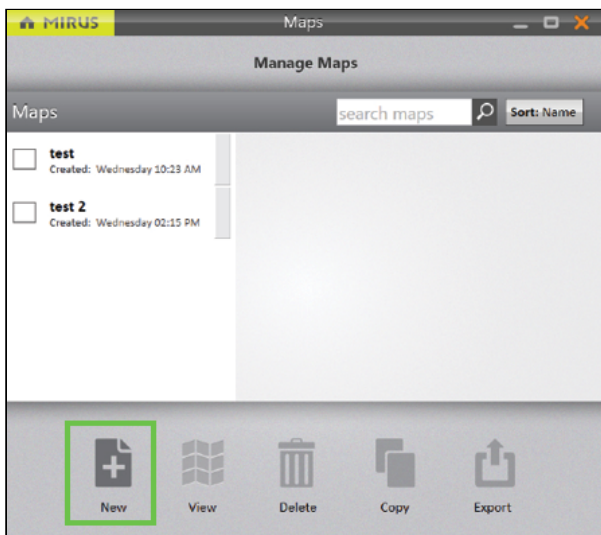 MIRUS
Maps
Manage Maps
Maps
search maps
Sort: Name
test
Created: Wednesday 10:23 AM
test 2
Created: Wednesday 02:15 PM
New
View
Delete
Copy
Export